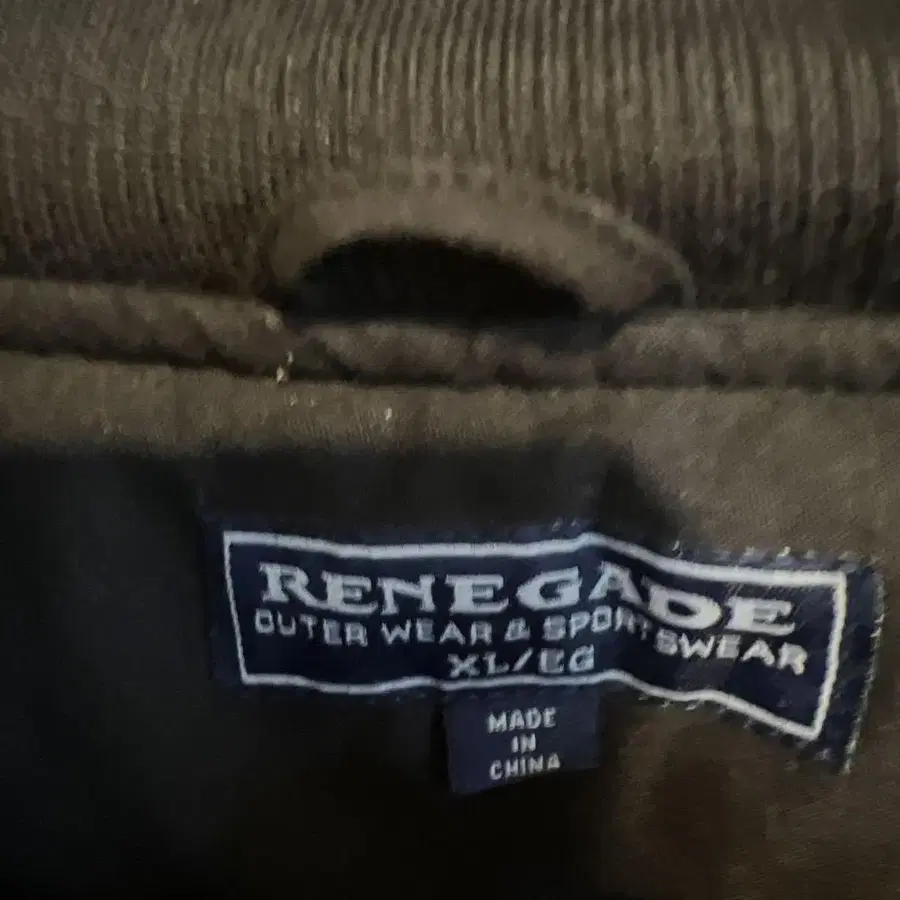 RENEGADE
OUTER WEAR & SPORTSWEAR
XL/EG
MADE
IN
CHINA